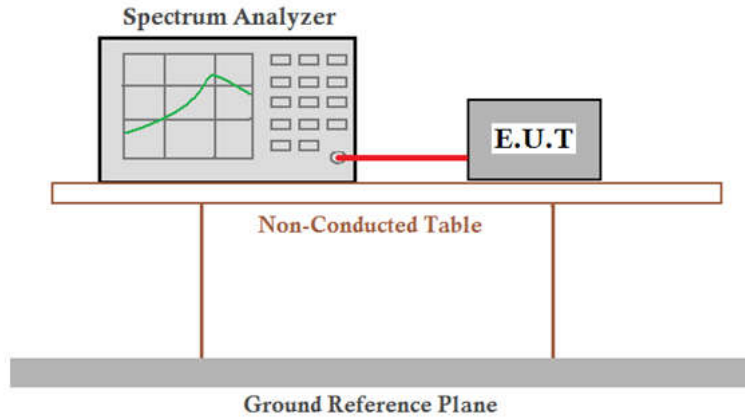 Spectrum Analyzer
E.U.T
Non-Conducted Table
Ground Reference Plane